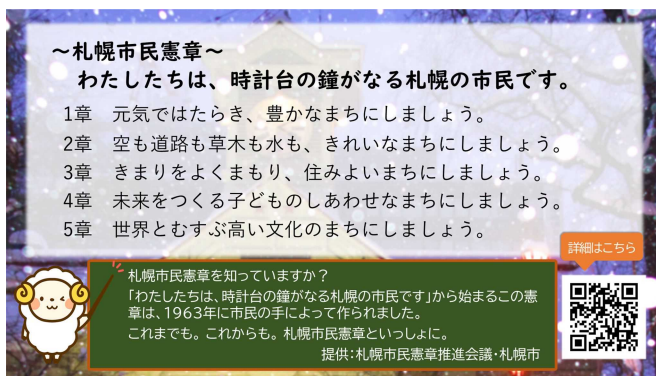 ～札幌市民憲章～
わたしたちは、時計台の鐘がなる札幌の市民です。
1章　元気ではたらき、豊かなまちにしましょう。
2章　空も道路も草木も水も、きれいなまちにしましょう。
3章　きまりをよくまもり、住みよいまちにしましょう。
4章　未来をつくる子どものしあわせなまちにしましょう。
5章　世界とむすぶ高い文化のまちにしましょう。
詳細はこちら
札幌市民憲章を知っていますか？
「わたしたちは、時計台の鐘がなる札幌の市民です」から始まるこの憲
章は、1963年に市民の手によって作られました。
これまでも。これからも。札幌市民憲章といっしょに。
提供：札幌市民憲章推進会議・札幌市